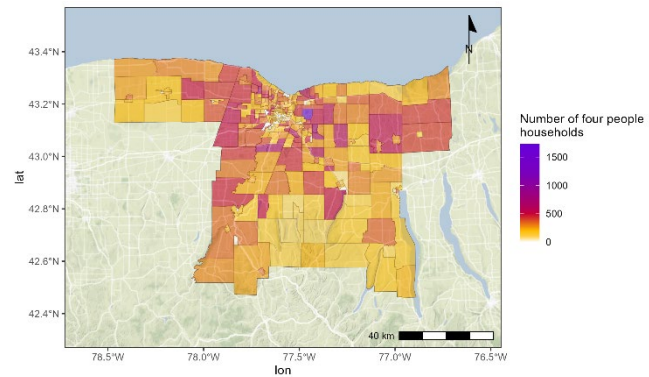 N
43.4°N
43.2°N
43.0°N
42.8°N
42.6°N
42.4°N
lat
78.5°W
78.0°W
77.5°W
77.0°W
76.5°W
lon
40 km
Number of four people
households
1500
1000
500
0